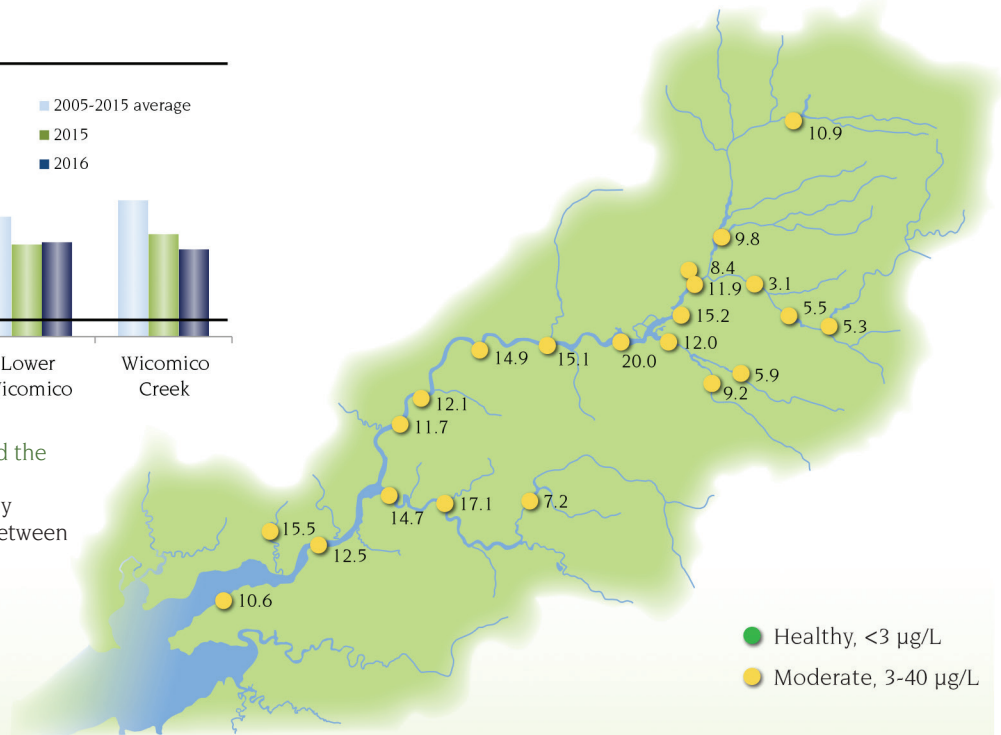 2005-2015 average
2015
2016
Lower
Wicomico
Creek
d the
y
etween
10.9
9.8
8.4
11.9
3.1
15.2
5.5
5.3
12.0
20.0
15.1
14.9
5.9
9.2
12.1
11.7
14.7
17.1
7.2
15.5
12.5
10.6
Healthy, <3 µg/L
Moderate, 3-40 µg/L